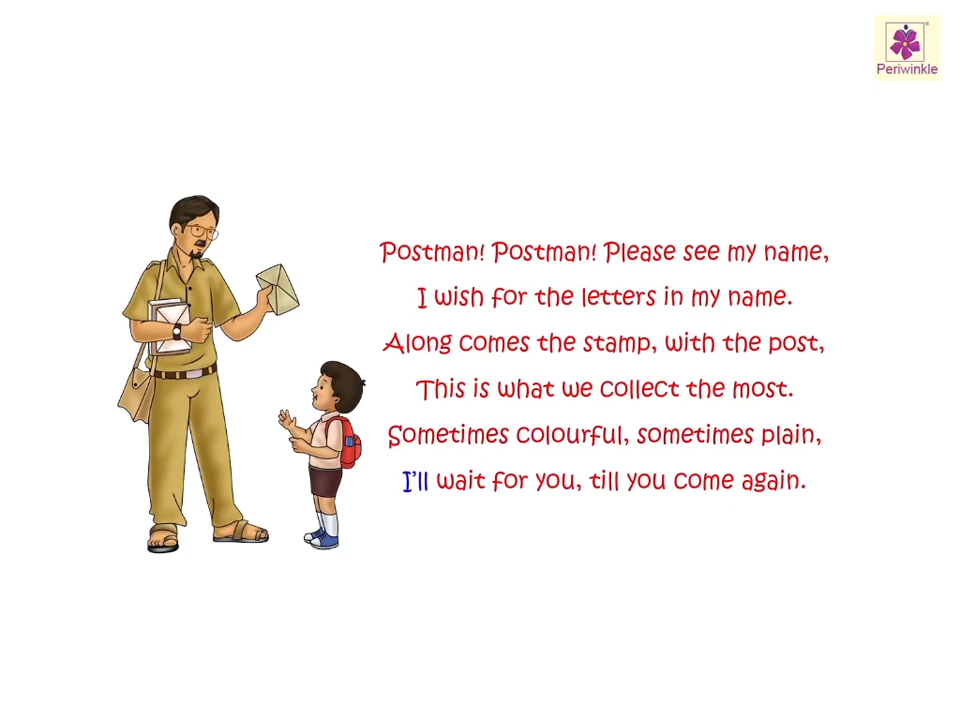 Periwinkle
Postman! Postman! Please see my name,
I wish for the letters in my name.
Along comes the stamp, with the post,
This is what we collect the most.
Sometimes colourful, sometimes plain,
I'll wait for you, till you come again.